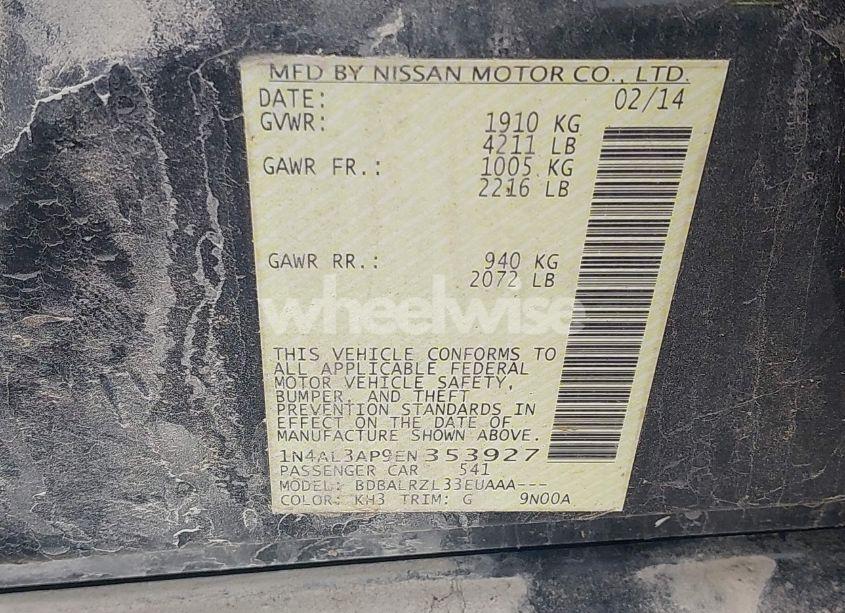 MFD BY NISSAN MOTOR CO., LTD.
DATE: 02/14
GVWR: 1910 KG
4211 LB
GAWR FR.: 1005 KG
2216 LB
GAWR RR.: 940 KG
2072 LB
wheelwise
THIS VEHICLE CONFORMS TO
ALL APPLICABLE FEDERAL
MOTOR VEHICLE SAFETY,
BUMPER, AND THEFT
PREVENTION STANDARDS IN
EFFECT ON THE DATE OF
MANUFACTURE SHOWN ABOVE.
1N4AL3AP9EN353927
PASSENGER CAR 541
MODEL: BDBALRZL33EUAAA---
COLOR: KH3 TRIM: G 9N00A